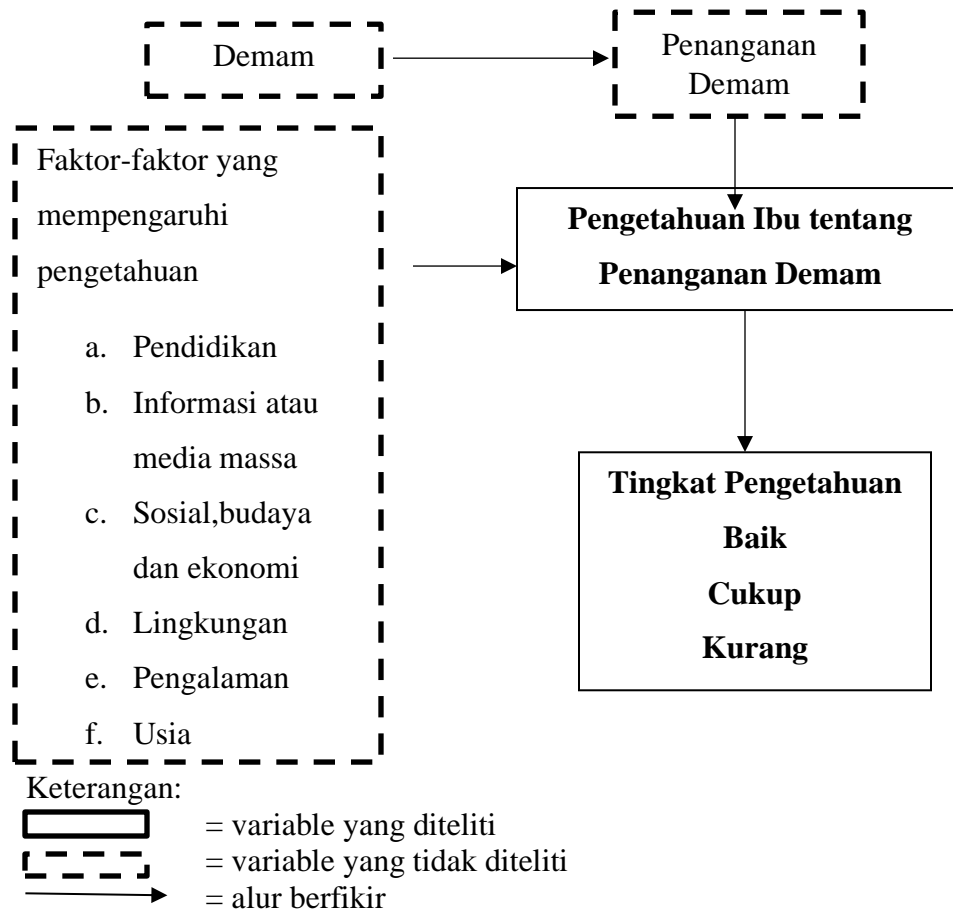 Demam
Penanganan
Demam
Faktor-faktor yang
mempengaruhi
pengetahuan
a. Pendidikan
b. Informasi atau
media massa
c. Sosial,budaya
dan ekonomi
d. Lingkungan
e. Pengalaman
f. Usia
Pengetahuan Ibu tentang
Penanganan Demam
Tingkat Pengetahuan
Baik
Cukup
Kurang
Keterangan:
= variable yang diteliti
= variable yang tidak diteliti
= alur berfikir